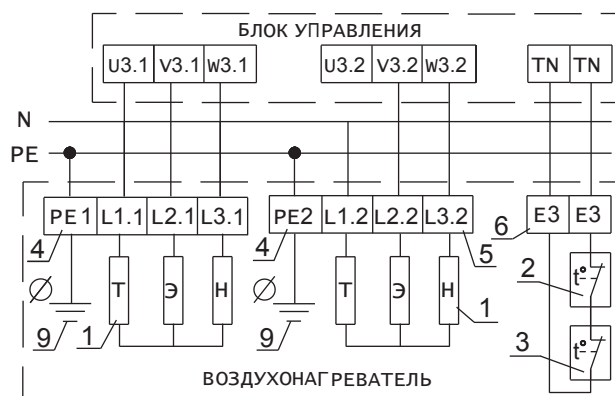 БЛОК УПРАВЛЕНИЯ
U3.1 V3.1 W3.1 U3.2 V3.2 W3.2 TN TN
N
PE
PE1 L1.1 L2.1 L3.1 PE2 L1.2 L2.2 L3.2 E3 E3
4 4 5 6
Т Э Н Т Э Н
t° 2
9 1 9 1
t° 3
ВОЗДУХОНАГРЕВАТЕЛЬ